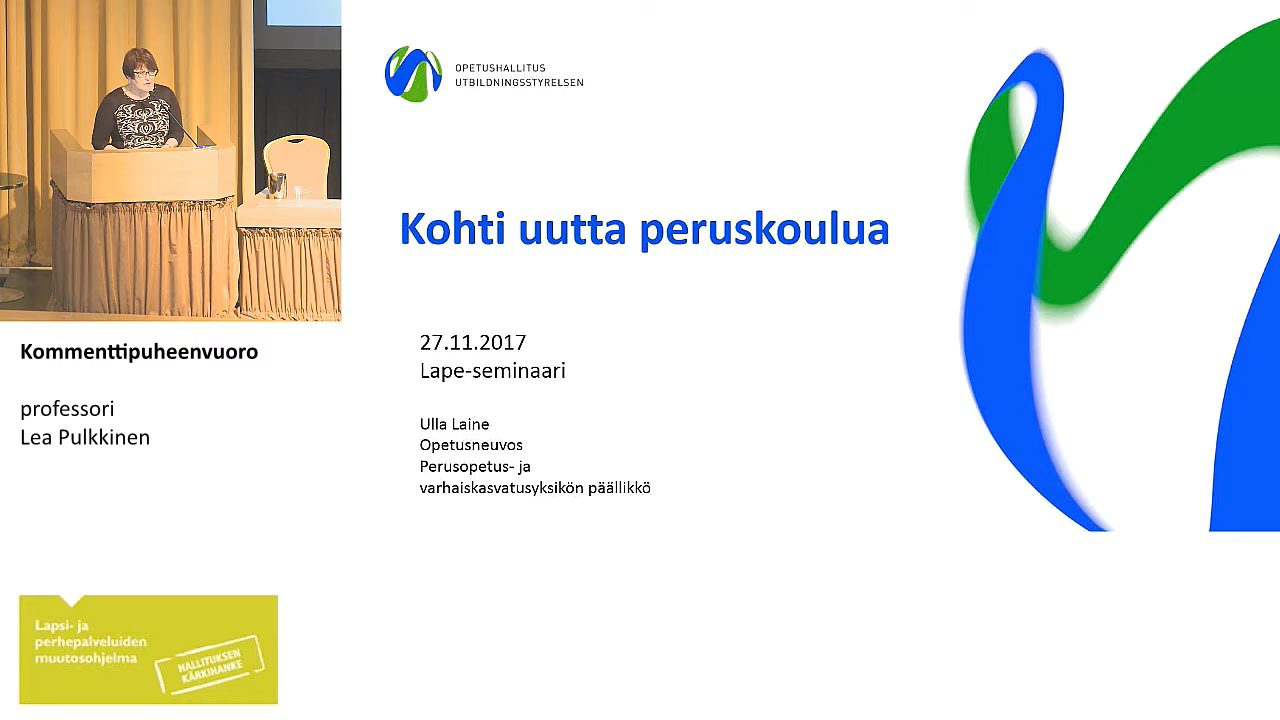 OPETUSHALLITUS
UTBILDNINGSSTYRELSEN
Kohti uutta peruskoulua
27.11.2017
Lape-seminaari
Ulla Laine
Opetusneuvos
Perusopetus- ja
varhaiskasvatusyksikön päällikkö
Kommenttipuheenvuoro
professori
Lea Pulkkinen
Lapsi- ja
perhepalveluiden
muutosohjelma
HALLITUKSEN
KÄRKIHANKE